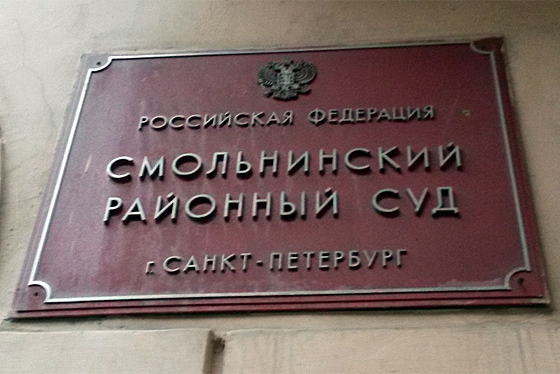 РОССИЙСКАЯ ФЕДЕРАЦИЯ
СМОЛЬНИНСКИЙ
РАЙОННЫЙ СУД
г. САНКТ-ПЕТЕРБУРГ